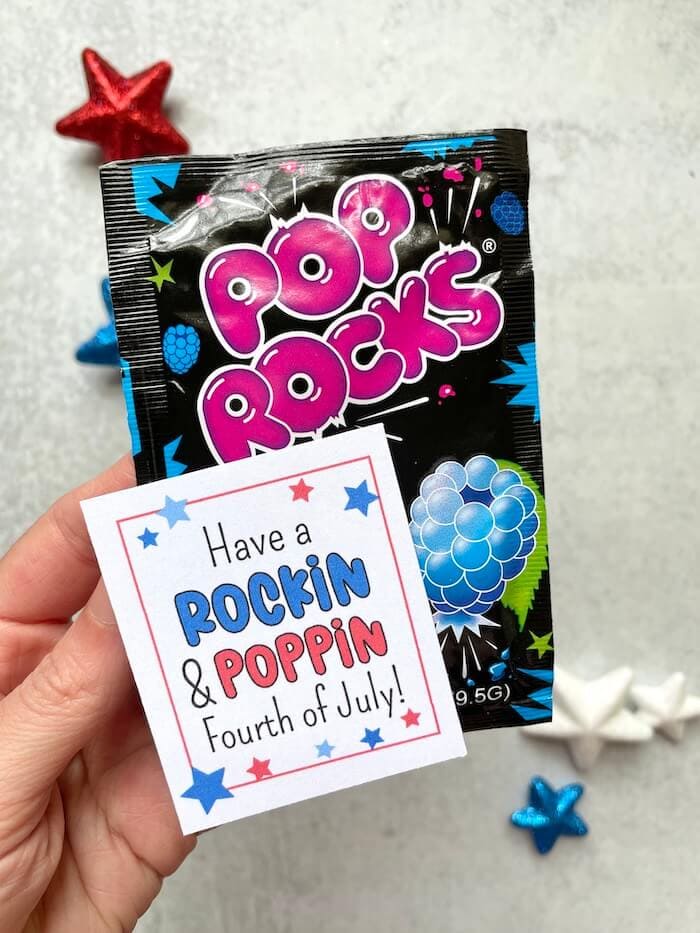 POP
ROCKS®
Have a
ROCKiN
& POPPiN
Fourth of July!
9.5G)